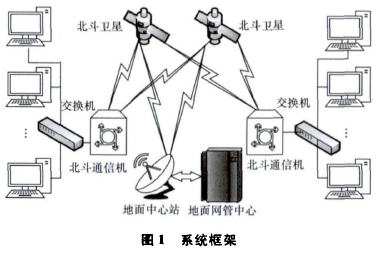 北斗卫星
北斗卫星
交换机
交换机
北斗通信机
北斗通信机
地面中心站
地面网管中心
图1 系统框架